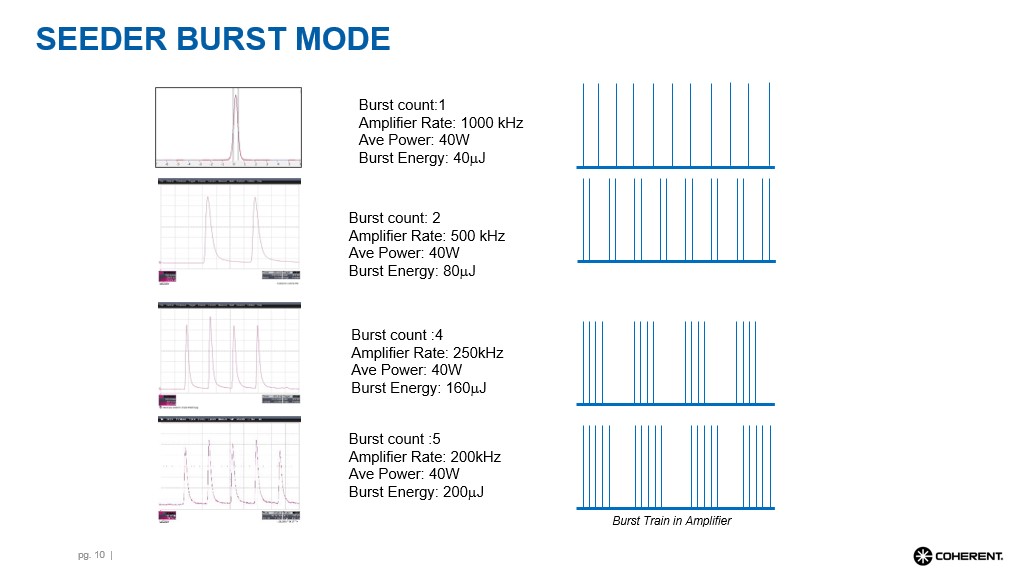 SEEDER BURST MODE
Burst count:1
Amplifier Rate: 1000 kHz
Ave Power: 40W
Burst Energy: 40μJ
Burst count: 2
Amplifier Rate: 500 kHz
Ave Power: 40W
Burst Energy: 80μJ
Burst count :4
Amplifier Rate: 250kHz
Ave Power: 40W
Burst Energy: 160μJ
Burst count :5
Amplifier Rate: 200kHz
Ave Power: 40W
Burst Energy: 200μJ
Burst Train in Amplifier
pg. 10 |
COHERENT.